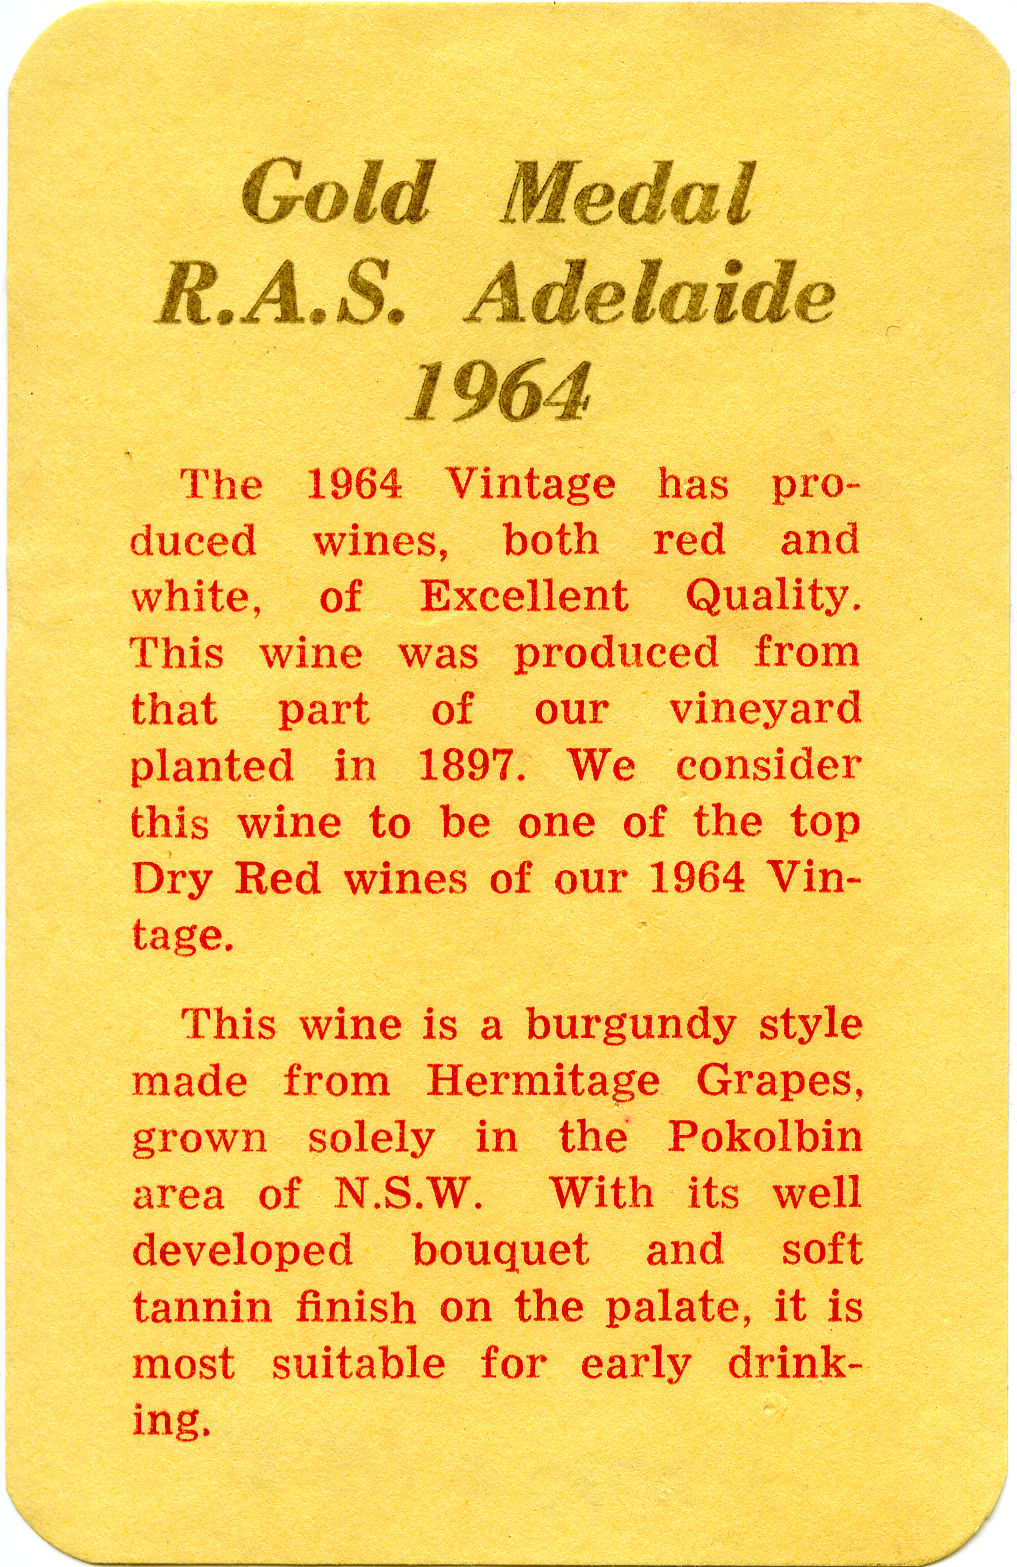 Gold Medal
R.A.S. Adelaide
1964
The 1964 Vintage has pro-
duced wines, both red and
white, of Excellent Quality.
This wine was produced from
that part of our vineyard
planted in 1897. We consider
this wine to be one of the top
Dry Red wines of our 1964 Vin-
tage.
This wine is a burgundy style
made from Hermitage Grapes,
grown solely in the Pokolbin
area of N.S.W. With its well
developed bouquet and soft
tannin finish on the palate, it is
most suitable for early drink-
ing.